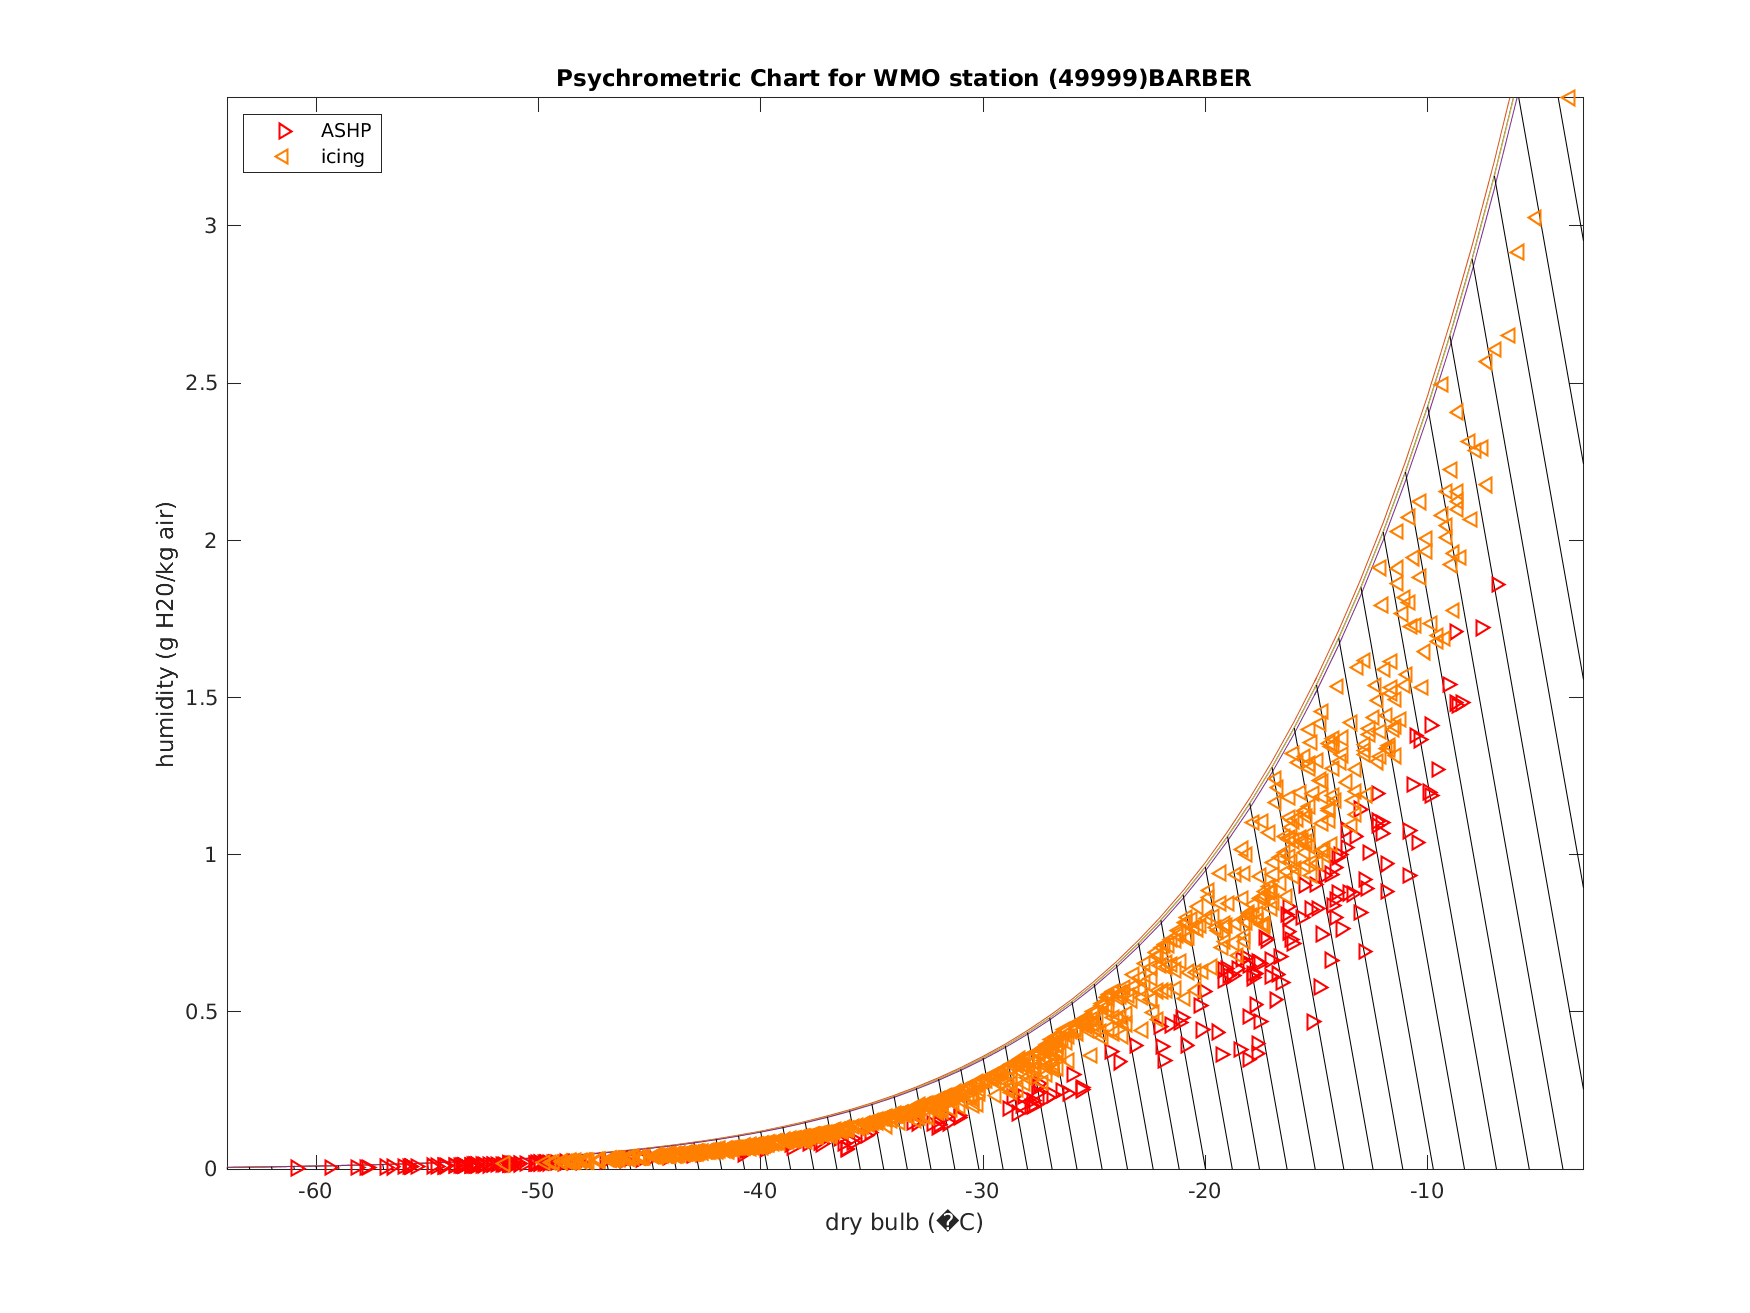 Psychrometric Chart for WMO station (49999)BARBER
ASHP
icing
3
2.5
2
1.5
1
0.5
0
humidity (g H20/kg air)
-60 -50 -40 -30 -20 -10
dry bulb (�C)